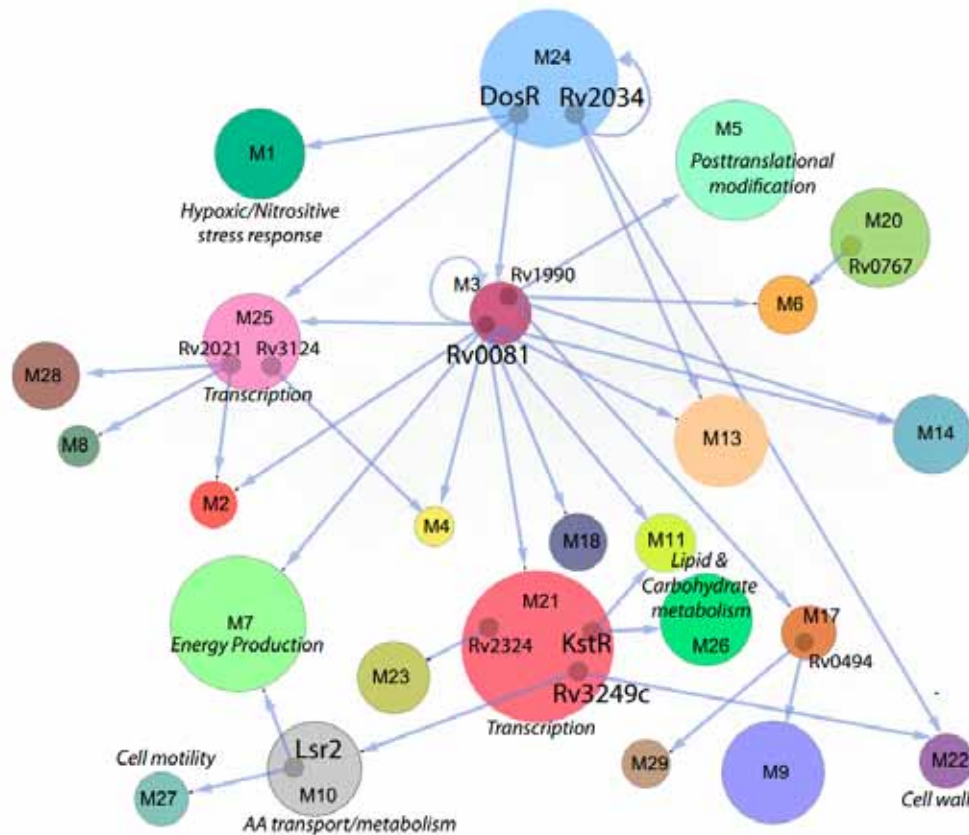 M24
DosR Rv2034
M1
Hypoxic/Nitrositive
stress response
M5
Posttranslational
modification
M20
Rv0767
M3
Rv1990
M6
Rv0081
M25
Rv2021 Rv3124
Transcription
M28
M8
M13
M14
M2
M4
M18
M11
Lipid &
Carbohydrate
metabolism
M26
M21
Rv2324
KstR
Rv3249c
Transcription
M17
Rv0494
M7
Energy Production
M23
Lsr2
M10
AA transport/metabolism
Cell motility
M27
M29
M9
M22
Cell wall